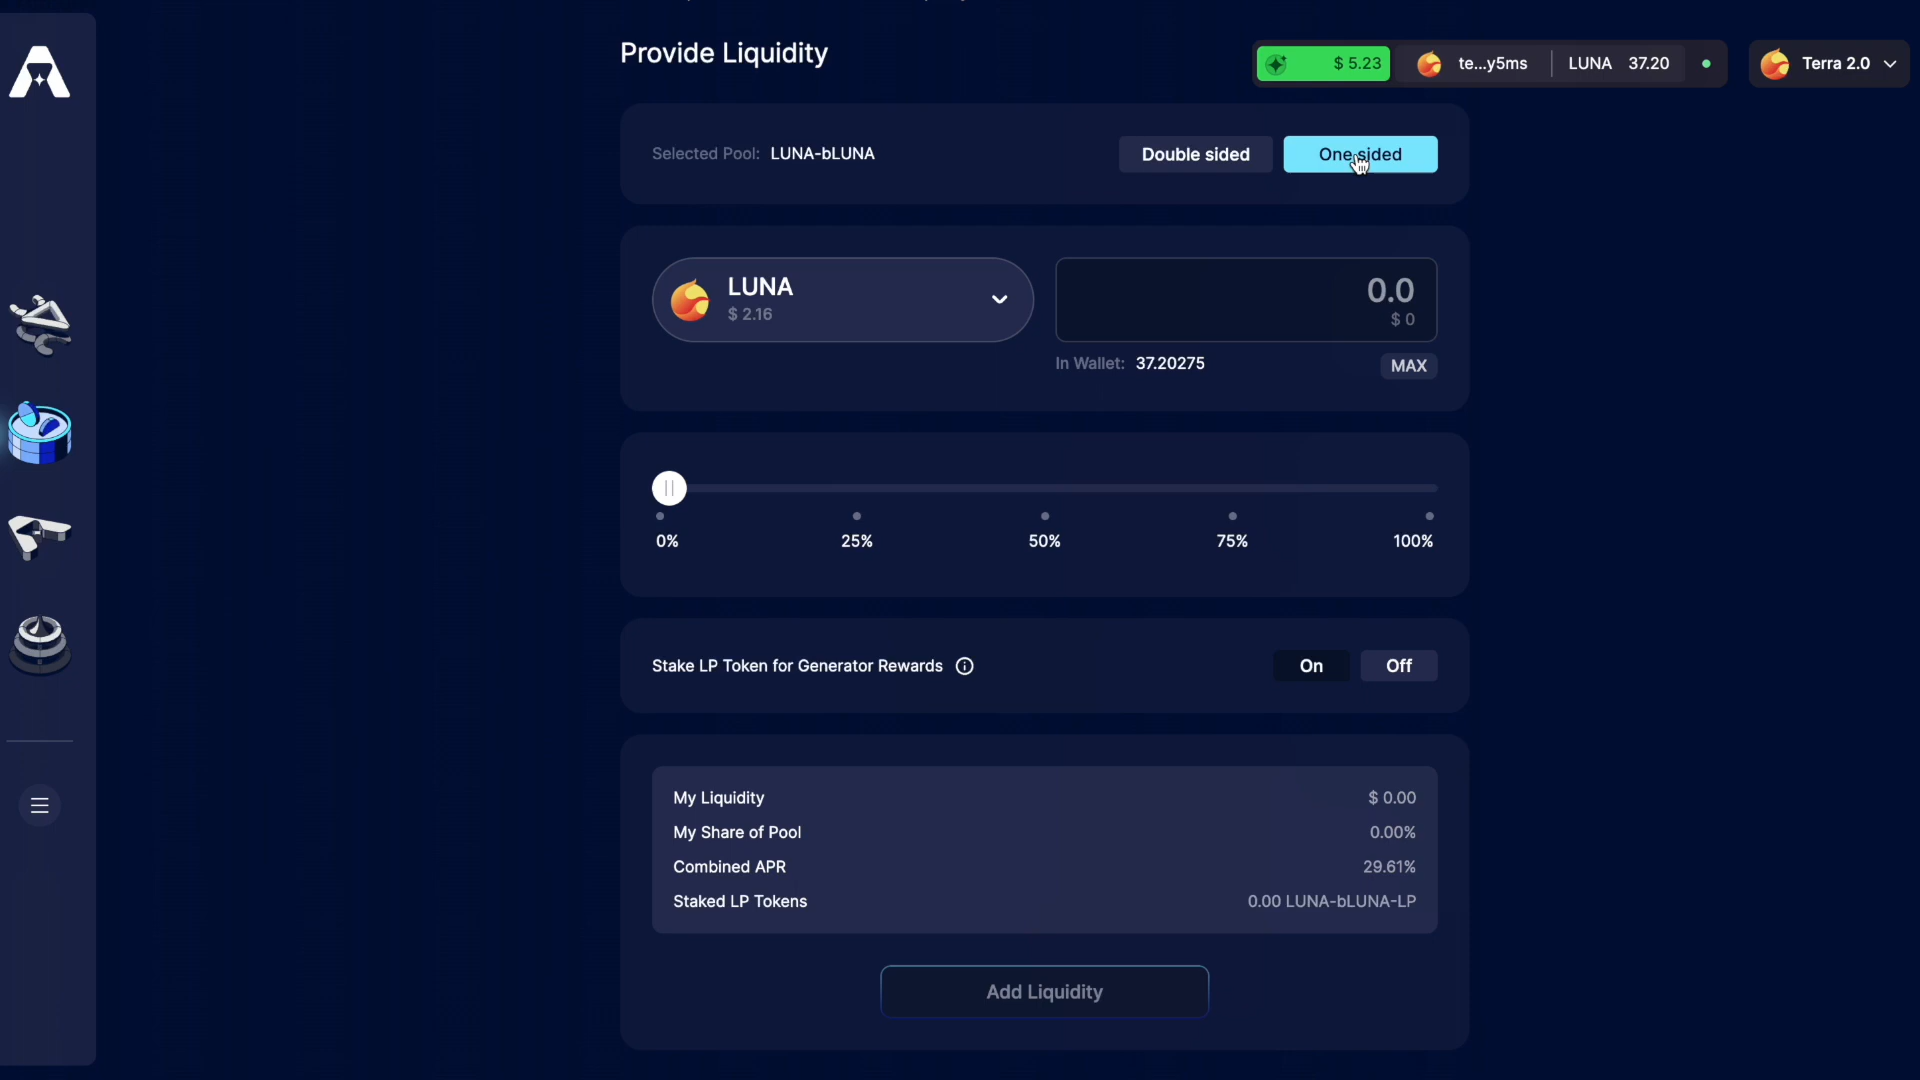 Provide Liquidity
$ 5.23
te...y5ms
LUNA 37.20
Terra 2.0
Selected Pool: LUNA-bLUNA
Double sided
One sided
LUNA
$ 2.16
0.0
$ 0
In Wallet: 37.20275
MAX
0% 25% 50% 75% 100%
Stake LP Token for Generator Rewards
On
Off
My Liquidity $ 0.00
My Share of Pool 0.00%
Combined APR 29.61%
Staked LP Tokens 0.00 LUNA-bLUNA-LP
Add Liquidity